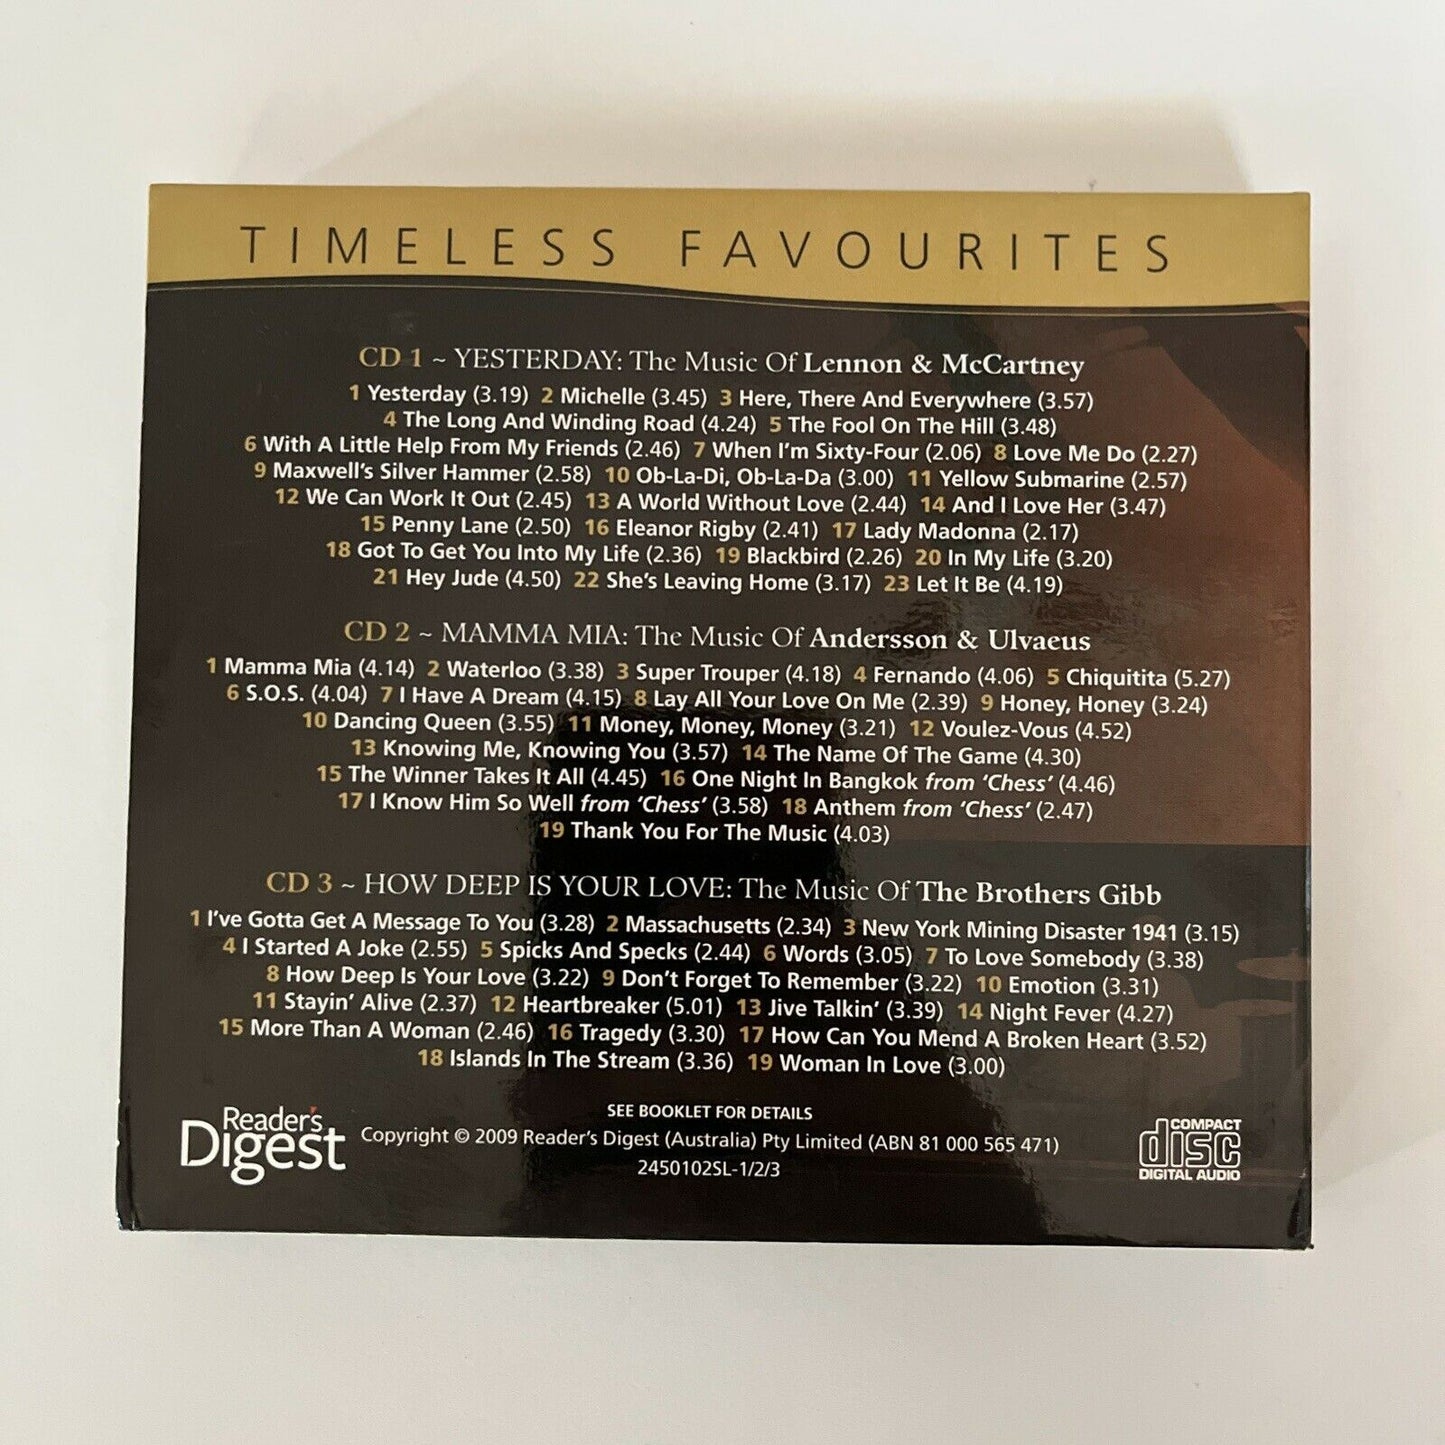 TIMELESS FAVOURITES
CD 1 ~ YESTERDAY: The Music Of Lennon & McCartney
1 Yesterday (3.19) 2 Michelle (3.45) 3 Here, There And Everywhere (3.57)
4 The Long And Winding Road (4.24) 5 The Fool On The Hill (3.48)
6 With A Little Help From My Friends (2.46) 7 When I'm Sixty-Four (2.06) 8 Love Me Do (2.27)
9 Maxwell's Silver Hammer (2.58) 10 Ob-La-Di, Ob-La-Da (3.00) 11 Yellow Submarine (2.57)
12 We Can Work It Out (2.45) 13 A World Without Love (2.44) 14 And I Love Her (3.47)
15 Penny Lane (2.50) 16 Eleanor Rigby (2.41) 17 Lady Madonna (2.17)
18 Got To Get You Into My Life (2.36) 19 Blackbird (2.26) 20 In My Life (3.20)
21 Hey Jude (4.50) 22 She's Leaving Home (3.17) 23 Let It Be (4.19)
CD 2 ~ MAMMA MIA: The Music Of Andersson & Ulvaeus
1 Mamma Mia (4.14) 2 Waterloo (3.38) 3 Super Trouper (4.18) 4 Fernando (4.06) 5 Chiquitita (5.27)
6 S.O.S. (4.04) 7 I Have A Dream (4.15) 8 Lay All Your Love On Me (2.39) 9 Honey, Honey (3.24)
10 Dancing Queen (3.55) 11 Money, Money, Money (3.21) 12 Voulez-Vous (4.52)
13 Knowing Me, Knowing You (3.57) 14 The Name Of The Game (4.30)
15 The Winner Takes It All (4.45) 16 One Night In Bangkok from 'Chess' (4.46)
17 I Know Him So Well from 'Chess' (3.58) 18 Anthem from 'Chess' (2.47)
19 Thank You For The Music (4.03)
CD 3 ~ HOW DEEP IS YOUR LOVE: The Music Of The Brothers Gibb
1 I've Gotta Get A Message To You (3.28) 2 Massachusetts (2.34) 3 New York Mining Disaster 1941 (3.15)
4 I Started A Joke (2.55) 5 Spicks And Specks (2.44) 6 Words (3.05) 7 To Love Somebody (3.38)
8 How Deep Is Your Love (3.22) 9 Don't Forget To Remember (3.22) 10 Emotion (3.31)
11 Stayin' Alive (2.37) 12 Heartbreaker (5.01) 13 Jive Talkin' (3.39) 14 Night Fever (4.27)
15 More Than A Woman (2.46) 16 Tragedy (3.30) 17 How Can You Mend A Broken Heart (3.52)
18 Islands In The Stream (3.36) 19 Woman In Love (3.00)
Reader's
Digest
SEE BOOKLET FOR DETAILS
Copyright © 2009 Reader's Digest (Australia) Pty Limited (ABN 81 000 565 471)
2450102SL-1/2/3
COMPACT
disc
DIGITAL AUDIO